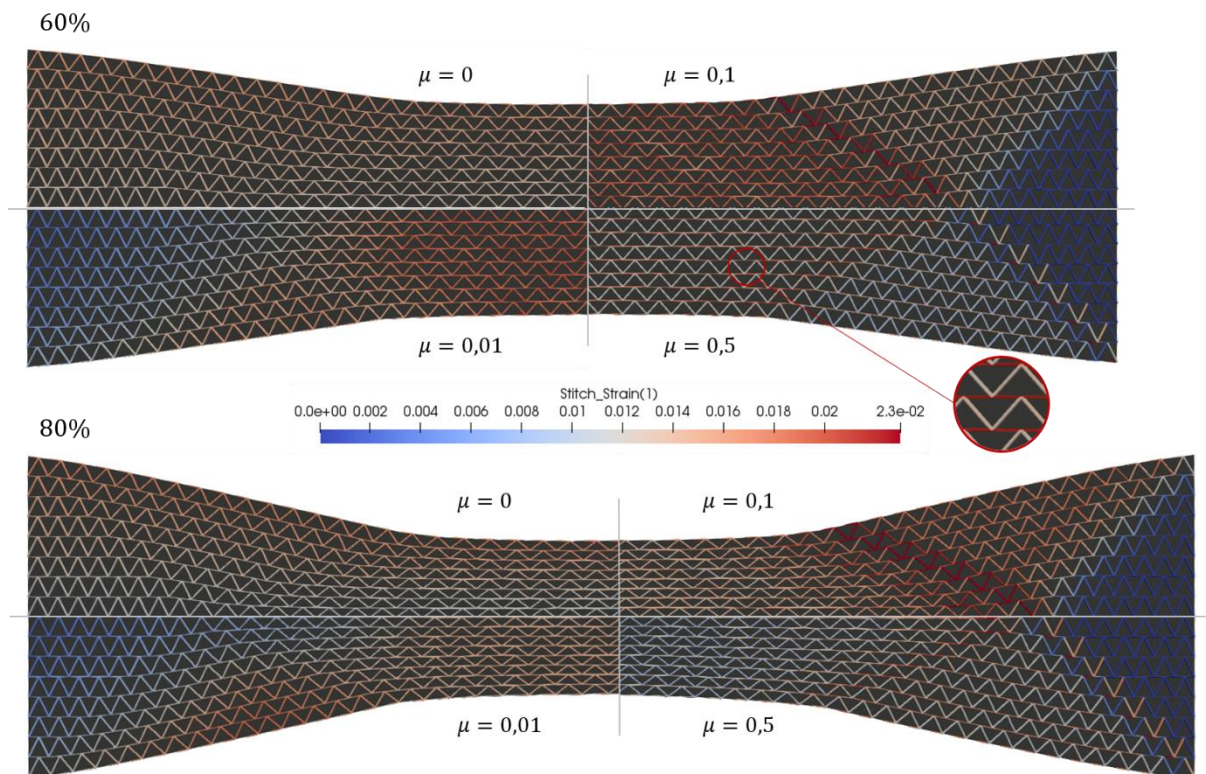 60%
μ = 0
μ = 0,1
μ = 0,01
μ = 0,5
Stitch_Strain(1)
0.0e+00 0.002 0.004 0.006 0.008 0.01 0.012 0.014 0.016 0.018 0.02 2.3e-02
80%
μ = 0
μ = 0,1
μ = 0,01
μ = 0,5